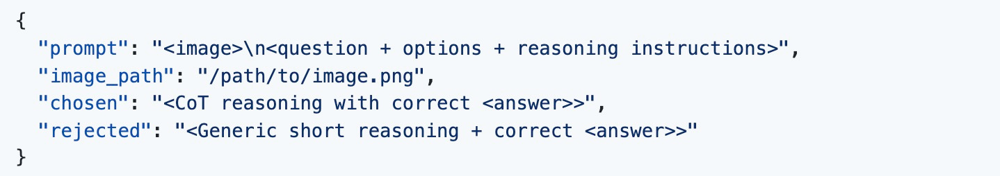 {
"prompt": "<image>\n<question + options + reasoning instructions>",
"image_path": "/path/to/image.png",
"chosen": "<CoT reasoning with correct <answer>>",
"rejected": "<Generic short reasoning + correct <answer>>"
}